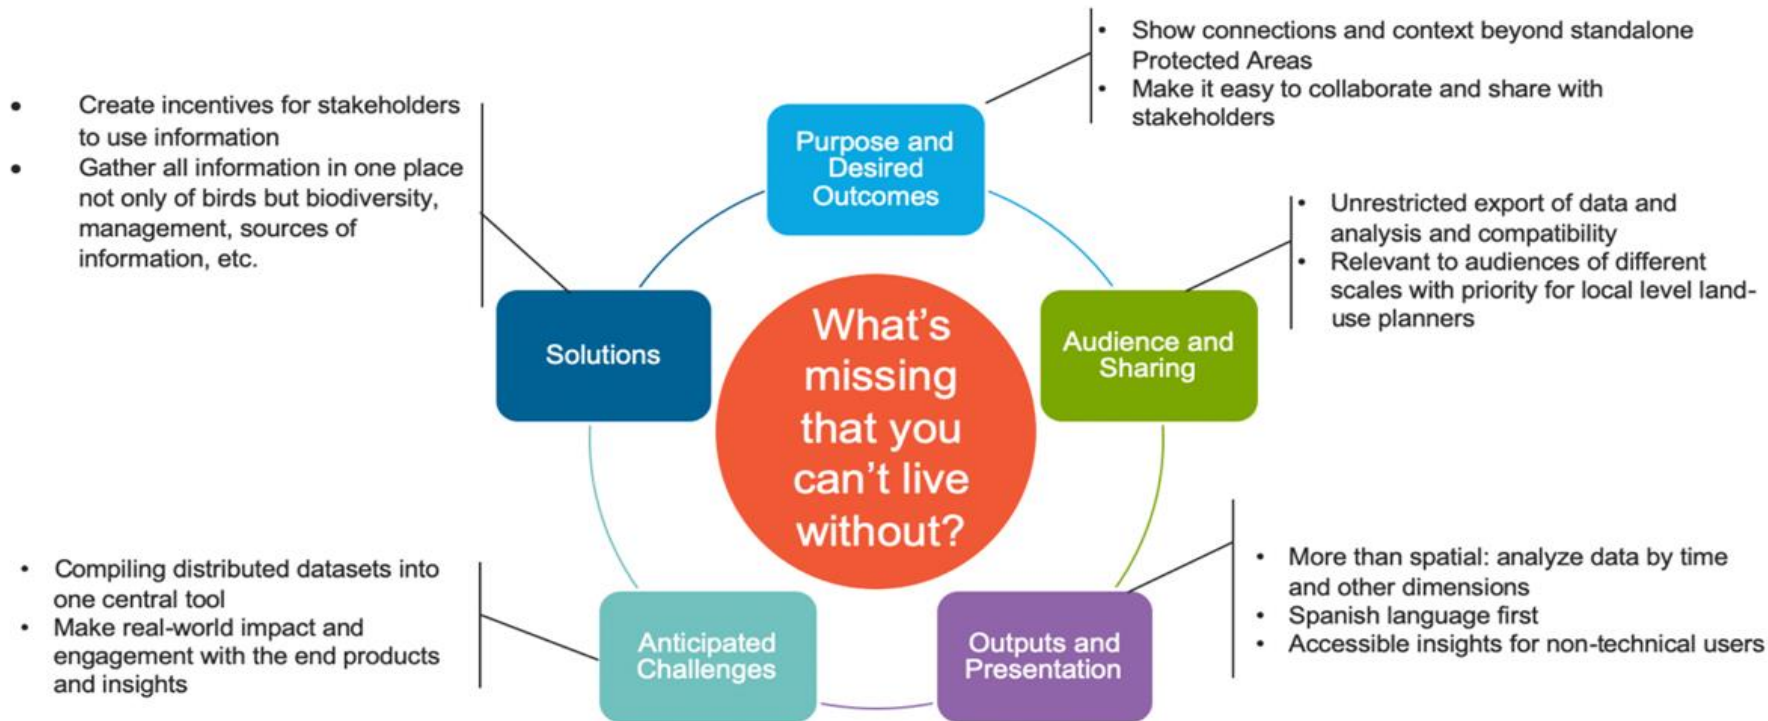 What's
missing
that you
can't live
without?
Purpose and
Desired
Outcomes
• Show connections and context beyond standalone
Protected Areas
• Make it easy to collaborate and share with
stakeholders
Audience and
Sharing
• Unrestricted export of data and
analysis and compatibility
• Relevant to audiences of different
scales with priority for local level land-
use planners
Outputs and
Presentation
• More than spatial: analyze data by time
and other dimensions
• Spanish language first
• Accessible insights for non-technical users
Anticipated
Challenges
• Compiling distributed datasets into
one central tool
• Make real-world impact and
engagement with the end products
and insights
Solutions
• Create incentives for stakeholders
to use information
• Gather all information in one place
not only of birds but biodiversity,
management, sources of
information, etc.